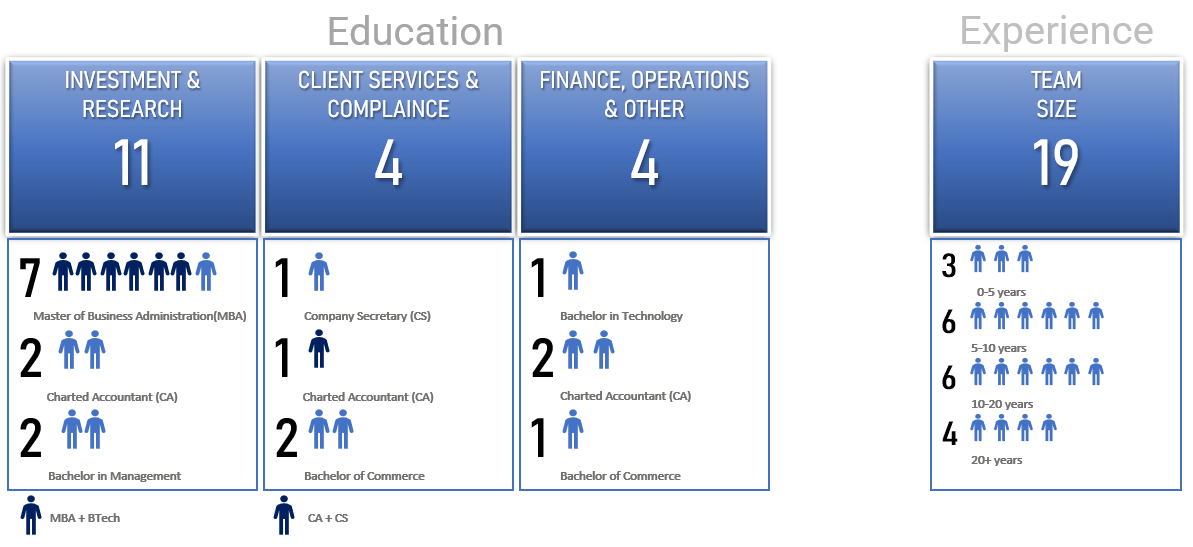 Education
Experience
INVESTMENT &
RESEARCH
11
CLIENT SERVICES &
COMPLAINCE
4
FINANCE, OPERATIONS
& OTHER
4
TEAM
SIZE
19
7
Master of Business Administration(MBA)
2
Charted Accountant (CA)
2
Bachelor in Management
1
Company Secretary (CS)
1
Charted Accountant (CA)
2
Bachelor of Commerce
1
Bachelor in Technology
2
Charted Accountant (CA)
1
Bachelor of Commerce
3
0-5 years
6
5-10 years
6
10-20 years
4
20+ years
MBA + BTech
CA + CS